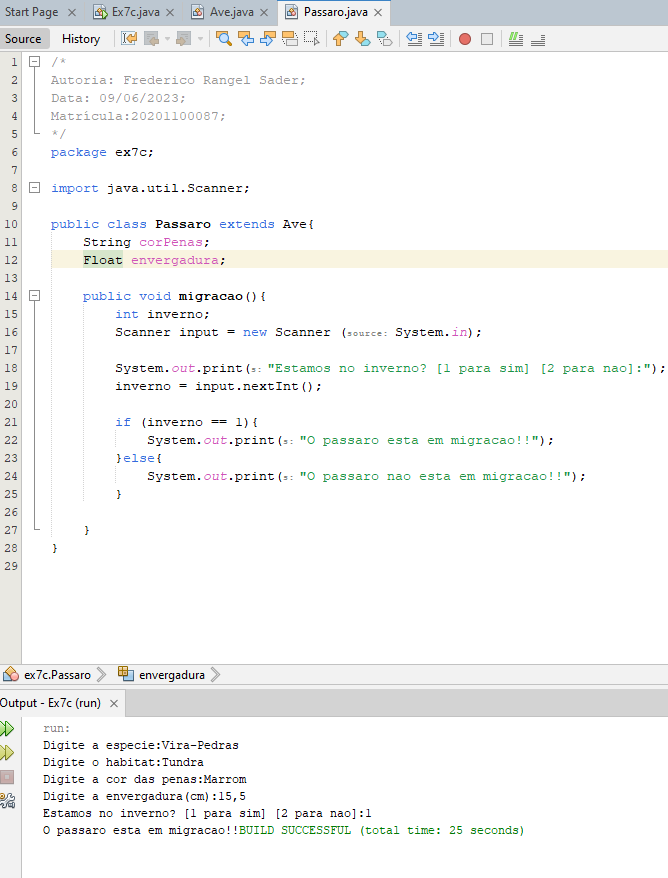 Start Page Ex7c.java Ave.java Passaro.java
Source History
1 /*
2 Autoria: Frederico Rangel Sader;
3 Data: 09/06/2023;
4 Matrícula:20201100087;
5 */
6 package ex7c;
7
8 import java.util.Scanner;
9
10 public class Passaro extends Ave{
11 String corPenas;
12 Float envergadura;
13
14 public void migracao(){
15 int inverno;
16 Scanner input = new Scanner (source: System.in);
17
18 System.out.print(s: "Estamos no inverno? [1 para sim] [2 para nao]:");
19 inverno = input.nextInt();
20
21 if (inverno == 1){
22 System.out.print(s: "O passaro esta em migracao!!");
23 }else{
24 System.out.print(s: "O passaro nao esta em migracao!!");
25 }
26
27 }
28 }
29
ex7c.Passaro envergadura
Output - Ex7c (run)
run:
Digite a especie:Vira-Pedras
Digite o habitat:Tundra
Digite a cor das penas:Marrom
Digite a envergadura(cm):15,5
Estamos no inverno? [1 para sim] [2 para nao]:1
O passaro esta em migracao!!BUILD SUCCESSFUL (total time: 25 seconds)